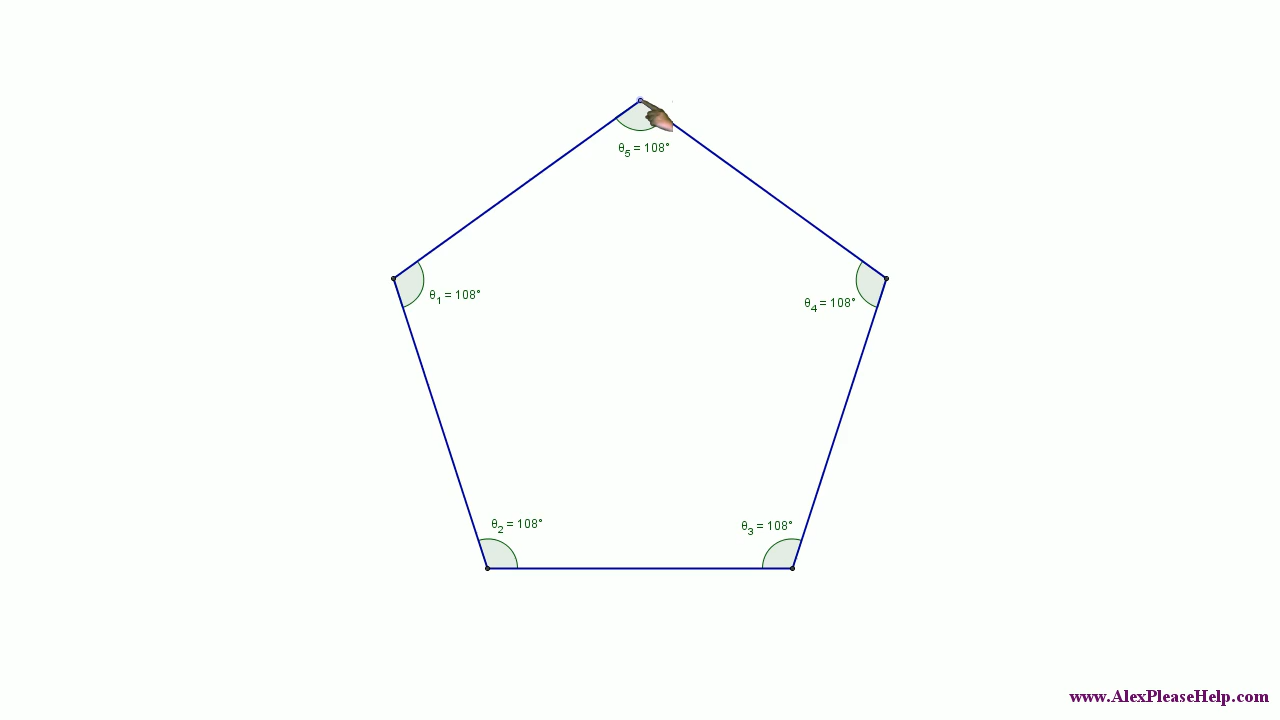 θ5 = 108°
θ1 = 108°
θ4 = 108°
θ2 = 108°
θ3 = 108°
www.AlexPleaseHelp.com